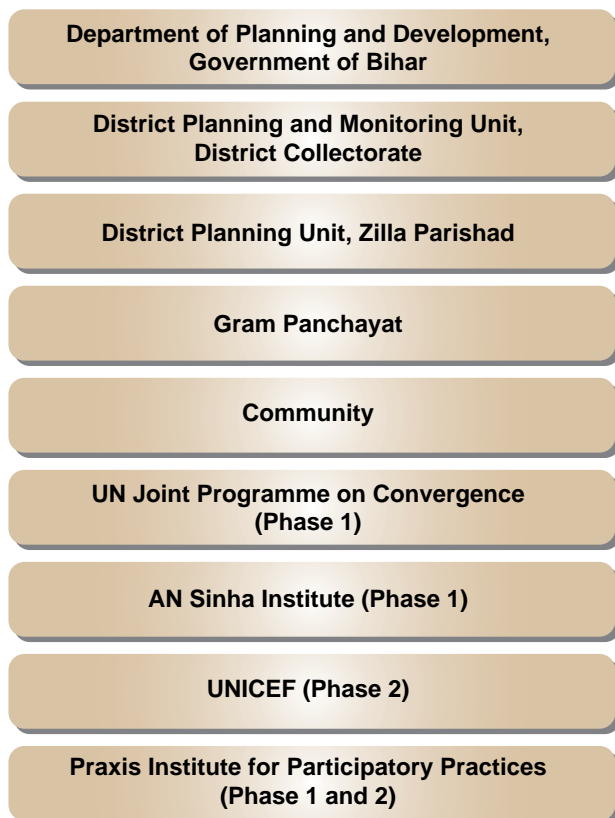 Department of Planning and Development,
Government of Bihar
District Planning and Monitoring Unit,
District Collectorate
District Planning Unit, Zilla Parishad
Gram Panchayat
Community
UN Joint Programme on Convergence
(Phase 1)
AN Sinha Institute (Phase 1)
UNICEF (Phase 2)
Praxis Institute for Participatory Practices
(Phase 1 and 2)